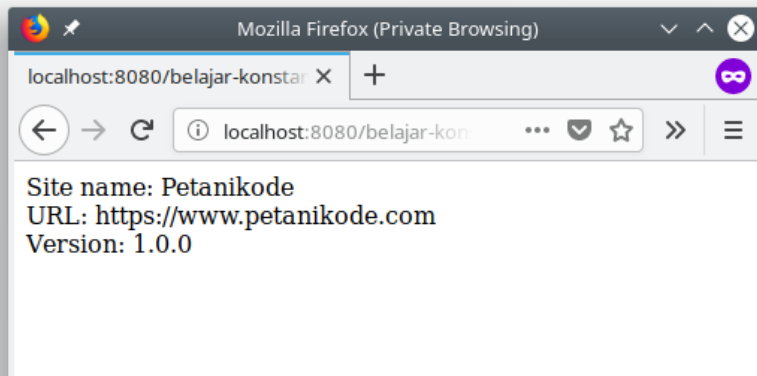 Mozilla Firefox (Private Browsing)
localhost:8080/belajar-konstan
localhost:8080/belajar-kon
Site name: Petanikode
URL: https://www.petanikode.com
Version: 1.0.0